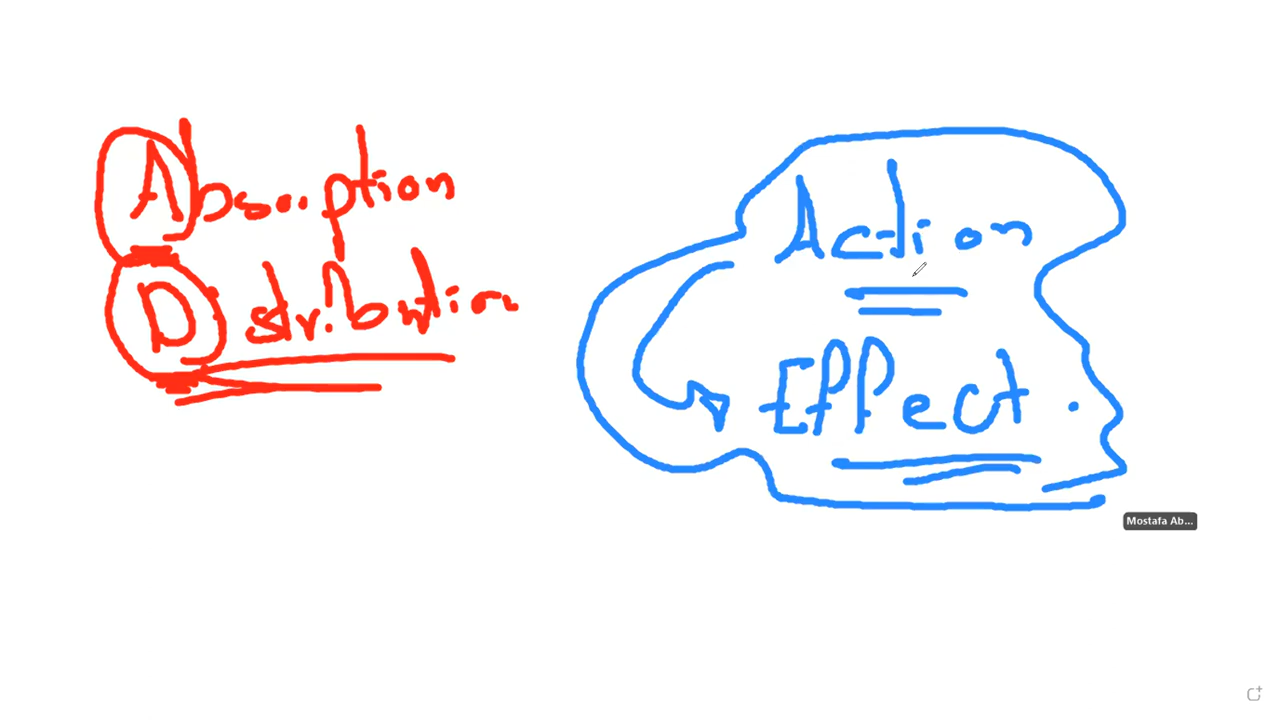 Absorption
Distribution
Action
Effect.
Mostafa Ab...